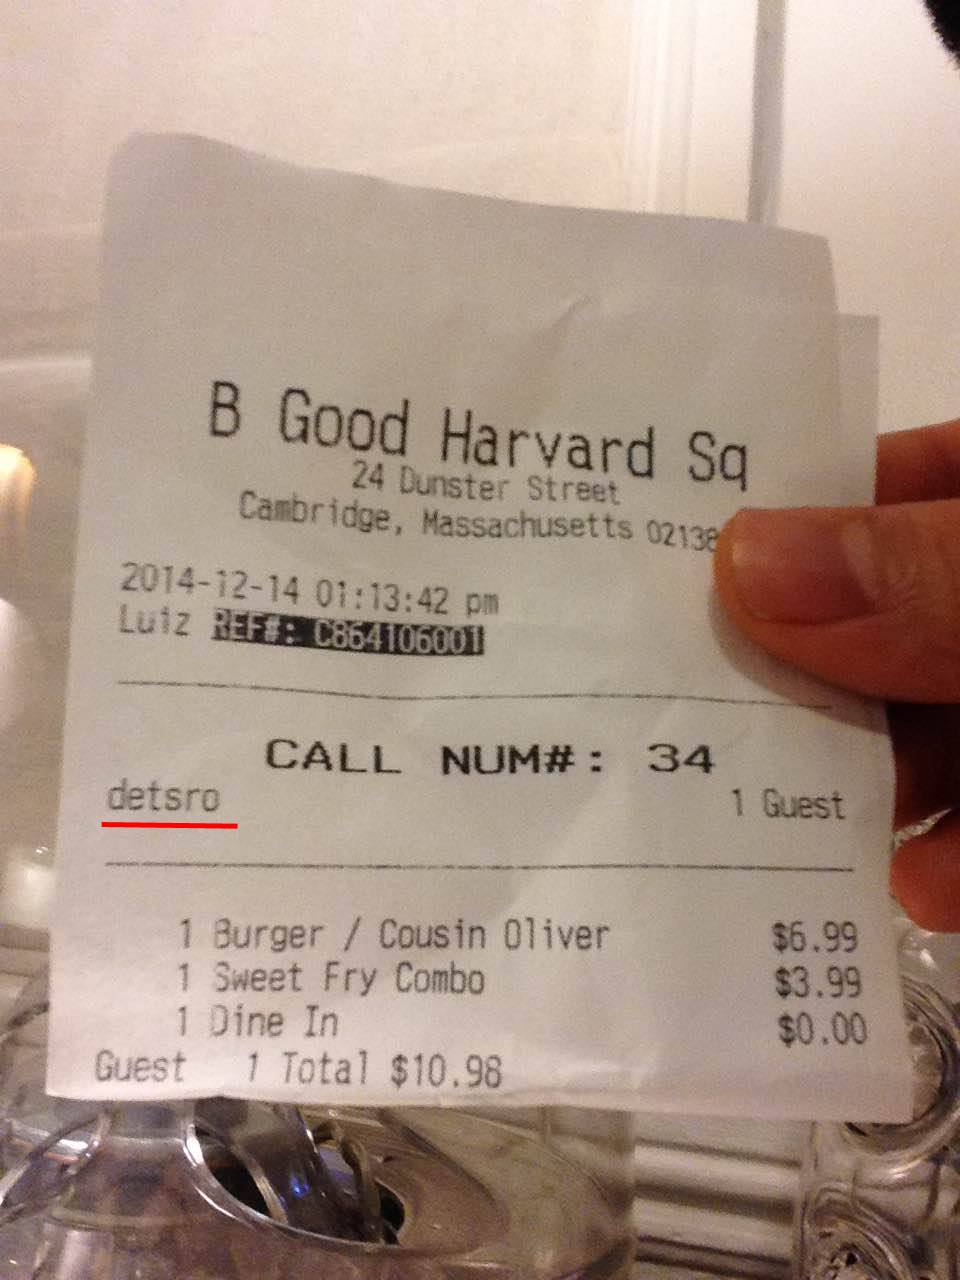 B Good Harvard Sq
24 Dunster Street
Cambridge, Massachusetts 02138
2014-12-14 01:13:42 pm
Luiz REF#: C864106001
CALL NUM#: 34
detsro 1 Guest
1 Burger / Cousin Oliver $6.99
1 Sweet Fry Combo $3.99
1 Dine In $0.00
Guest 1 Total $10.98